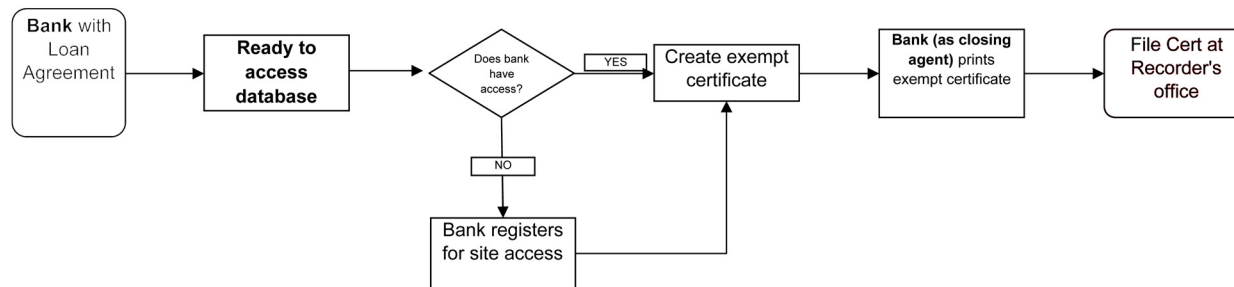 Bank with
Loan
Agreement
Ready to
access
database
Does bank
have
access?
YES
Create exempt
certificate
Bank (as closing
agent) prints
exempt certificate
File Cert at
Recorder's
office
NO
Bank registers
for site access